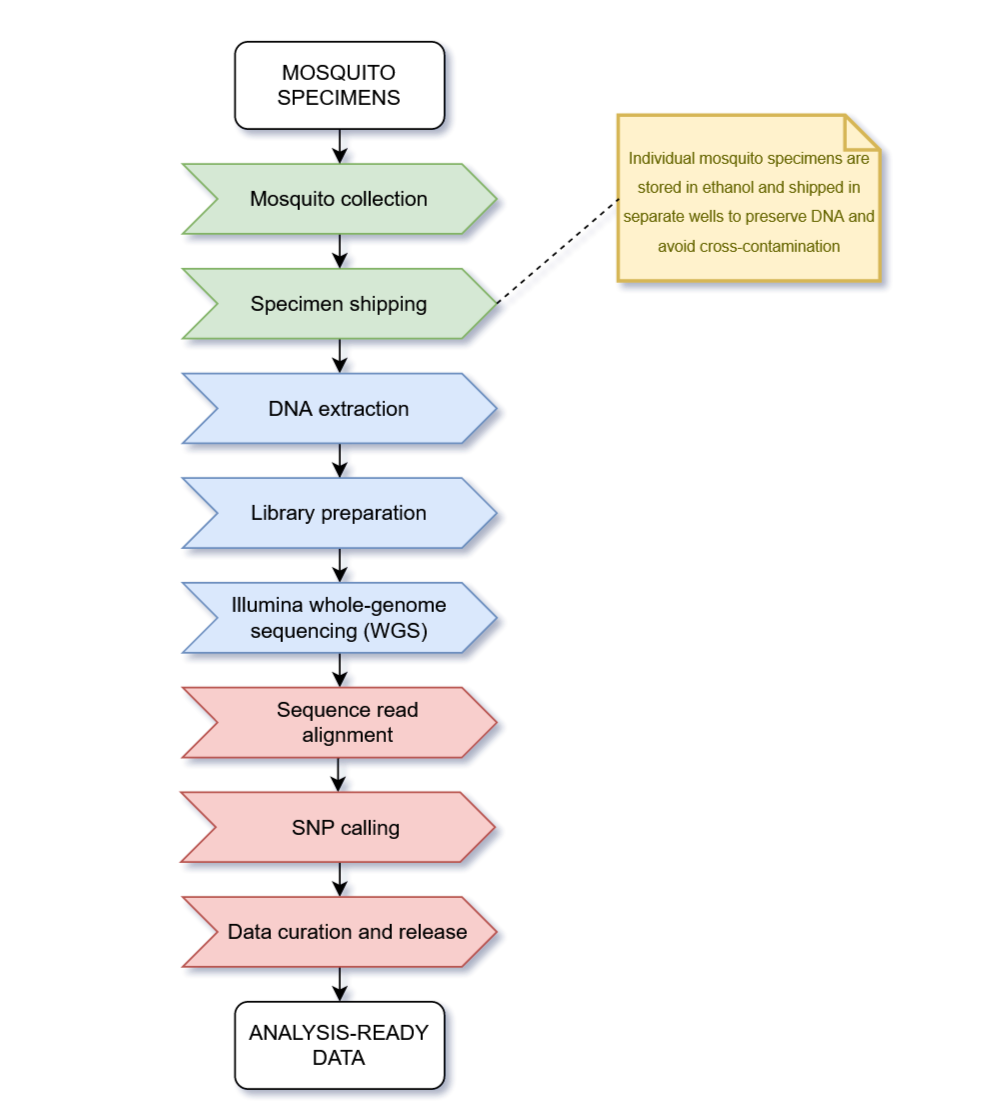 MOSQUITO
SPECIMENS
Mosquito collection
Individual mosquito specimens are
stored in ethanol and shipped in
separate wells to preserve DNA and
avoid cross-contamination
Specimen shipping
DNA extraction
Library preparation
Illumina whole-genome
sequencing (WGS)
Sequence read
alignment
SNP calling
Data curation and release
ANALYSIS-READY
DATA